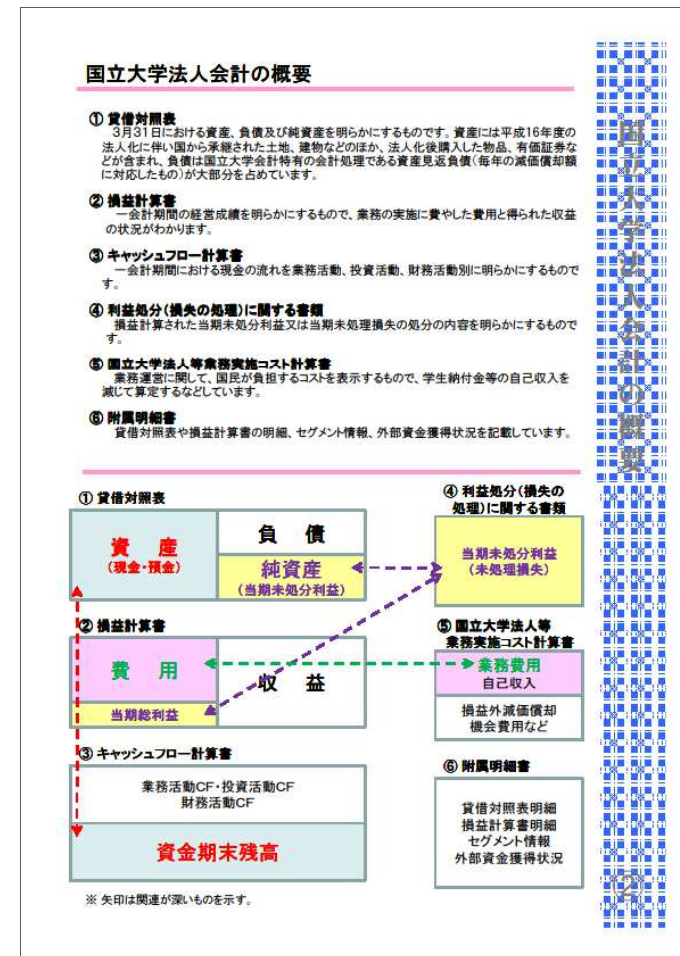 国立大学法人会計の概要
① 貸借対照表
3月31日における資産、負債及び純資産を明らかにするものです。資産には平成16年度の
法人化に伴い国から承継された土地、建物などのほか、法人化後購入した物品、有価証券な
どが含まれ、負債は国立大学会計特有の会計処理である資産見返負債(毎年の減価償却額
に対応したもの)が大部分を占めています。
② 損益計算書
一会計期間の経営成績を明らかにするもので、業務の実施に費やした費用と得られた収益
の状況がわかります。
③ キャッシュフロー計算書
一会計期間における現金の流れを業務活動、投資活動、財務活動別に明らかにするもので
す。
④ 利益処分(損失の処理)に関する書類
損益計算された当期未処分利益又は当期未処理損失の処分の内容を明らかにするもので
す。
⑤ 国立大学法人等業務実施コスト計算書
業務運営に関して、国民が負担するコストを表示するもので、学生納付金等の自己収入を
減じて算定するなどしています。
⑥ 附属明細書
貸借対照表や損益計算書の明細、セグメント情報、外部資金獲得状況を記載しています。
① 貸借対照表
資 産
(現金・預金)
負 債
純資産
(当期未処分利益)
④ 利益処分(損失の
処理)に関する書類
当期未処分利益
(未処理損失)
② 損益計算書
費 用
当期総利益
収 益
⑤ 国立大学法人等
業務実施コスト計算書
業務費用
自己収入
損益外減価償却
機会費用など
③ キャッシュフロー計算書
業務活動CF・投資活動CF
財務活動CF
資金期末残高
⑥ 附属明細書
貸借対照表明細
損益計算書明細
セグメント情報
外部資金獲得状況
※ 矢印は関連が深いものを示す。
国立大学法人会計の概要
②